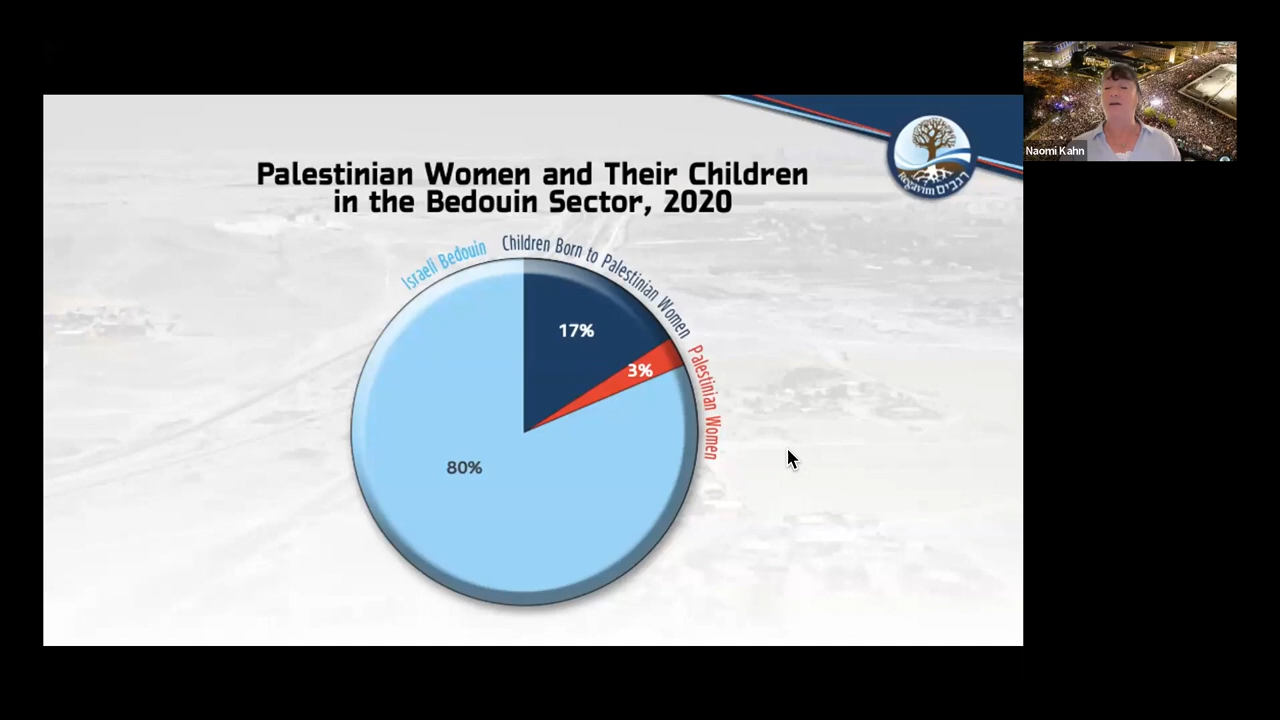 Palestinian Women and Their Children
in the Bedouin Sector, 2020
Israeli Bedouin
Children Born to Palestinian Women
Palestinian Women
17%
3%
80%
Regavim רגבים
Naomi Kahn